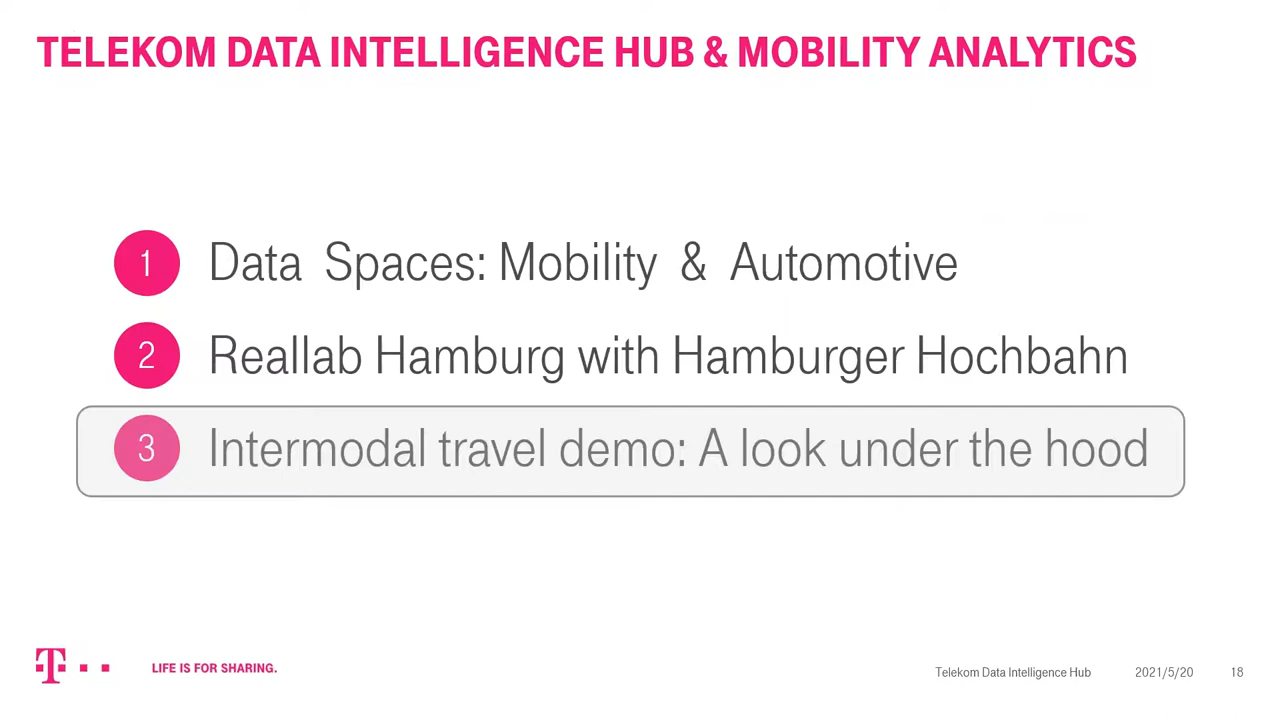 TELEKOM DATA INTELLIGENCE HUB & MOBILITY ANALYTICS
1 Data Spaces: Mobility & Automotive
2 Reallab Hamburg with Hamburger Hochbahn
3 Intermodal travel demo: A look under the hood
T LIFE IS FOR SHARING.
Telekom Data Intelligence Hub 2021/5/20 18